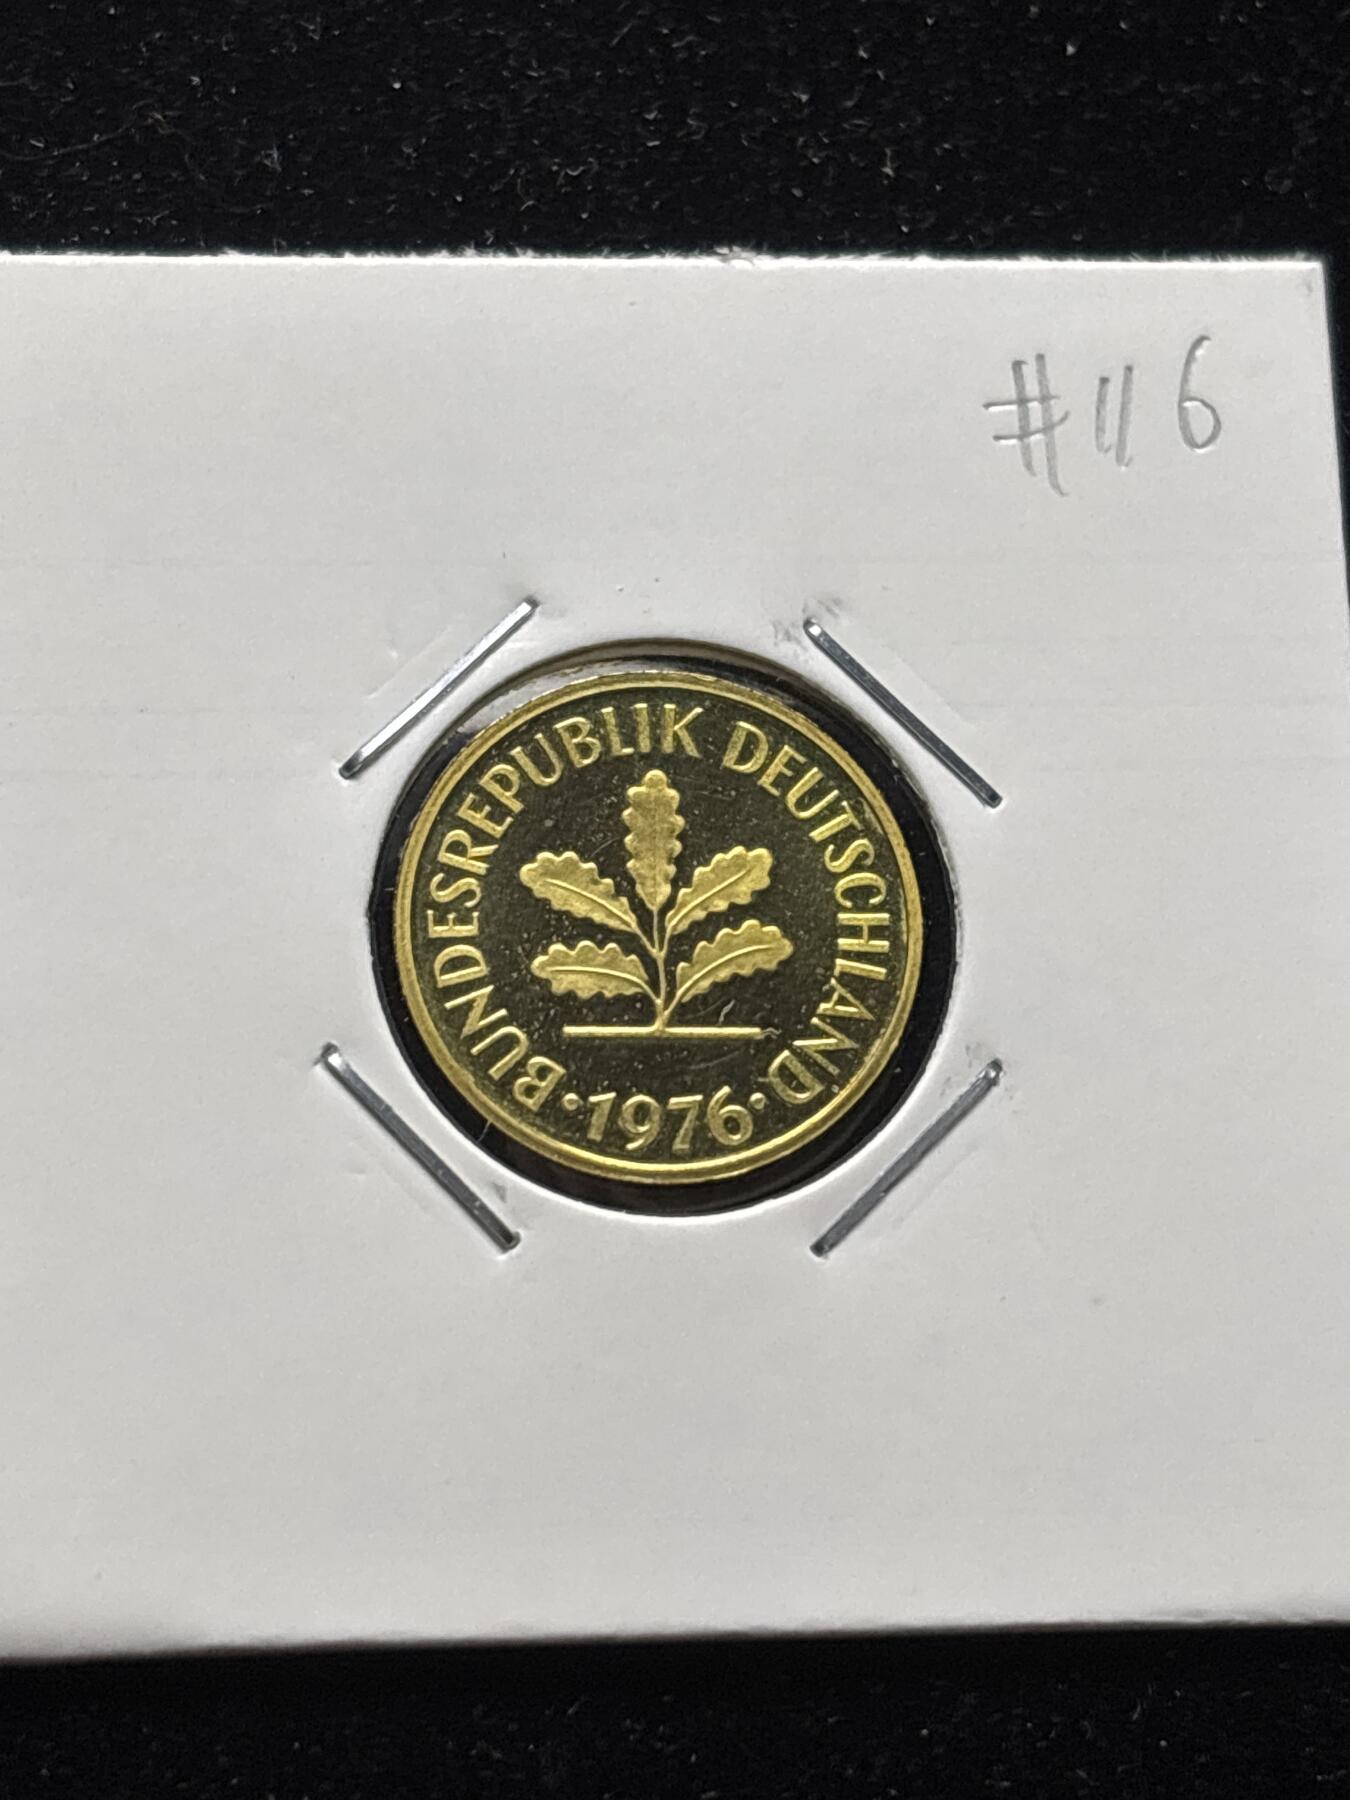 #116
BUNDESREPUBLIK DEUTSCHLAND
·1976·